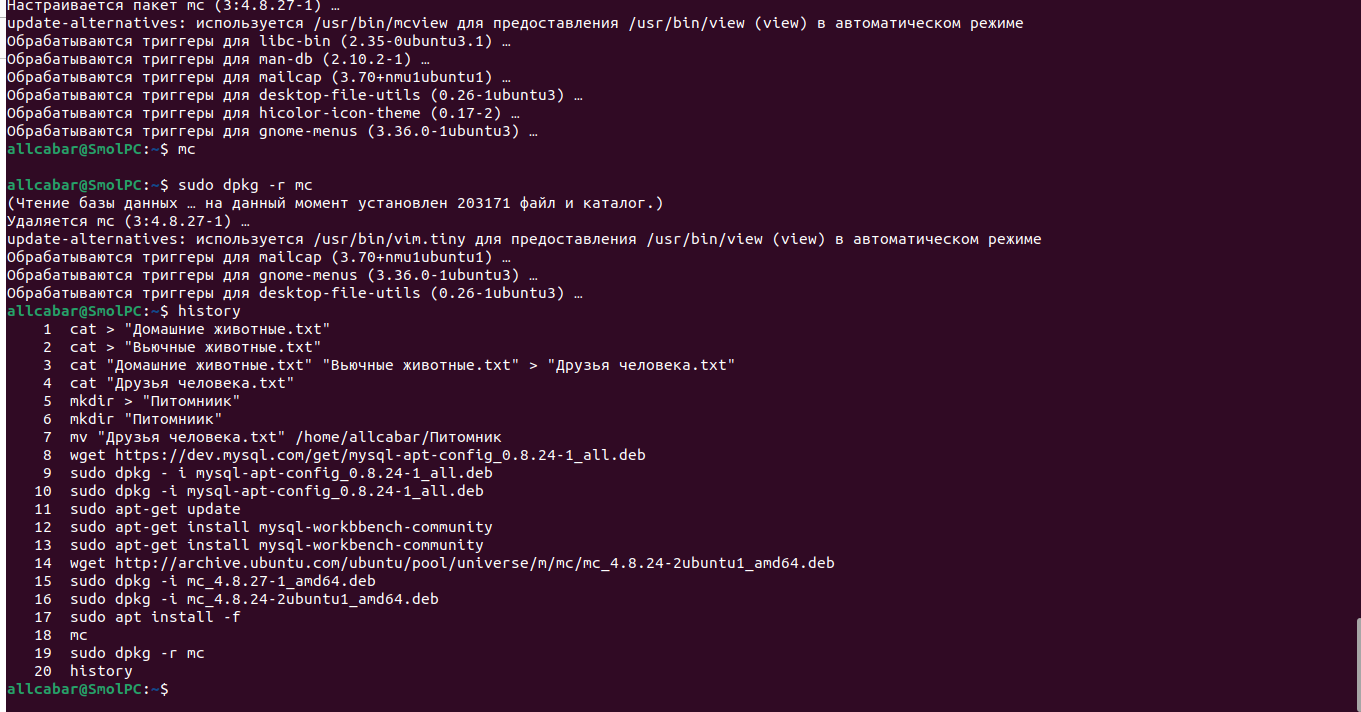 Настраивается пакет mc (3:4.8.27-1) …
update-alternatives: используется /usr/bin/mcview для предоставления /usr/bin/view (view) в автоматическом режиме
Обрабатываются триггеры для libc-bin (2.35-0ubuntu3.1) …
Обрабатываются триггеры для man-db (2.10.2-1) …
Обрабатываются триггеры для mailcap (3.70+nmu1ubuntu1) …
Обрабатываются триггеры для desktop-file-utils (0.26-1ubuntu3) …
Обрабатываются триггеры для hicolor-icon-theme (0.17-2) …
Обрабатываются триггеры для gnome-menus (3.36.0-1ubuntu3) …
allcabar@SmolPC:~$ mc
allcabar@SmolPC:~$ sudo dpkg -r mc
(Чтение базы данных … на данный момент установлен 203171 файл и каталог.)
Удаляется mc (3:4.8.27-1) …
update-alternatives: используется /usr/bin/vim.tiny для предоставления /usr/bin/view (view) в автоматическом режиме
Обрабатываются триггеры для mailcap (3.70+nmu1ubuntu1) …
Обрабатываются триггеры для gnome-menus (3.36.0-1ubuntu3) …
Обрабатываются триггеры для desktop-file-utils (0.26-1ubuntu3) …
allcabar@SmolPC:~$ history
1 cat > "Домашние животные.txt"
2 cat > "Вьючные животные.txt"
3 cat "Домашние животные.txt" "Вьючные животные.txt" > "Друзья человека.txt"
4 cat "Друзья человека.txt"
5 mkdir > "Питомниик"
6 mkdir "Питомниик"
7 mv "Друзья человека.txt" /home/allcabar/Питомник
8 wget https://dev.mysql.com/get/mysql-apt-config_0.8.24-1_all.deb
9 sudo dpkg - i mysql-apt-config_0.8.24-1_all.deb
10 sudo dpkg -i mysql-apt-config_0.8.24-1_all.deb
11 sudo apt-get update
12 sudo apt-get install mysql-workbbench-community
13 sudo apt-get install mysql-workbench-community
14 wget http://archive.ubuntu.com/ubuntu/pool/universe/m/mc/mc_4.8.24-2ubuntu1_amd64.deb
15 sudo dpkg -i mc_4.8.27-1_amd64.deb
16 sudo dpkg -i mc_4.8.24-2ubuntu1_amd64.deb
17 sudo apt install -f
18 mc
19 sudo dpkg -r mc
20 history
allcabar@SmolPC:~$